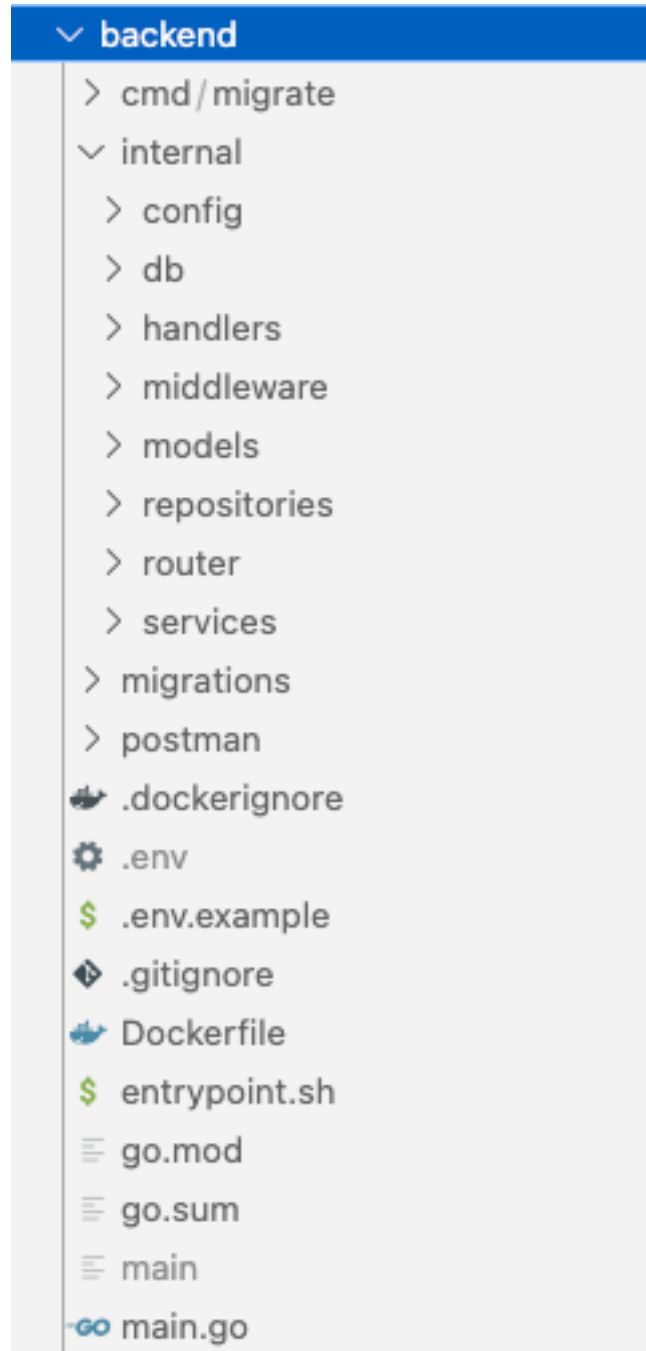 backend
cmd/migrate
internal
config
db
handlers
middleware
models
repositories
router
services
migrations
postman
.dockerignore
.env
$ .env.example
.gitignore
Dockerfile
$ entrypoint.sh
go.mod
go.sum
main
GO main.go